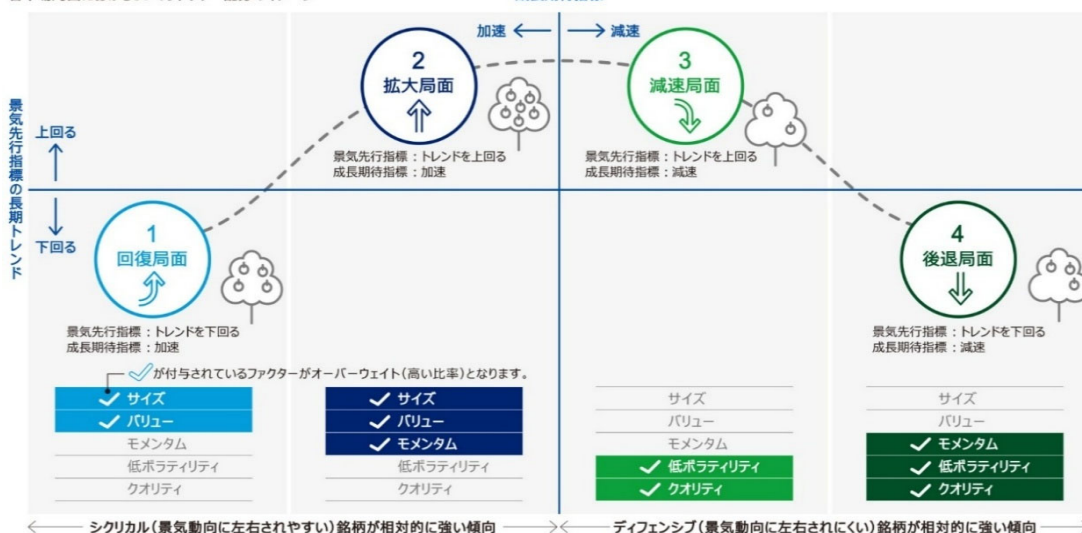 加速 ← → 減速
景気先行指標の長期トレンド
上回る
下回る
2
拡大局面
景気先行指標：トレンドを上回る
成長期待指標：加速
3
減速局面
景気先行指標：トレンドを上回る
成長期待指標：減速
1
回復局面
景気先行指標：トレンドを下回る
成長期待指標：加速
4
後退局面
景気先行指標：トレンドを下回る
成長期待指標：減速
が付与されているファクターがオーバーウェイト（高い比率）となります。
サイズ
バリュー
モメンタム
低ボラティリティ
クオリティ
サイズ
バリュー
モメンタム
低ボラティリティ
クオリティ
サイズ
バリュー
モメンタム
低ボラティリティ
クオリティ
サイズ
バリュー
モメンタム
低ボラティリティ
クオリティ
シクリカル（景気動向に左右されやすい）銘柄が相対的に強い傾向
ディフェンシブ（景気動向に左右されにくい）銘柄が相対的に強い傾向